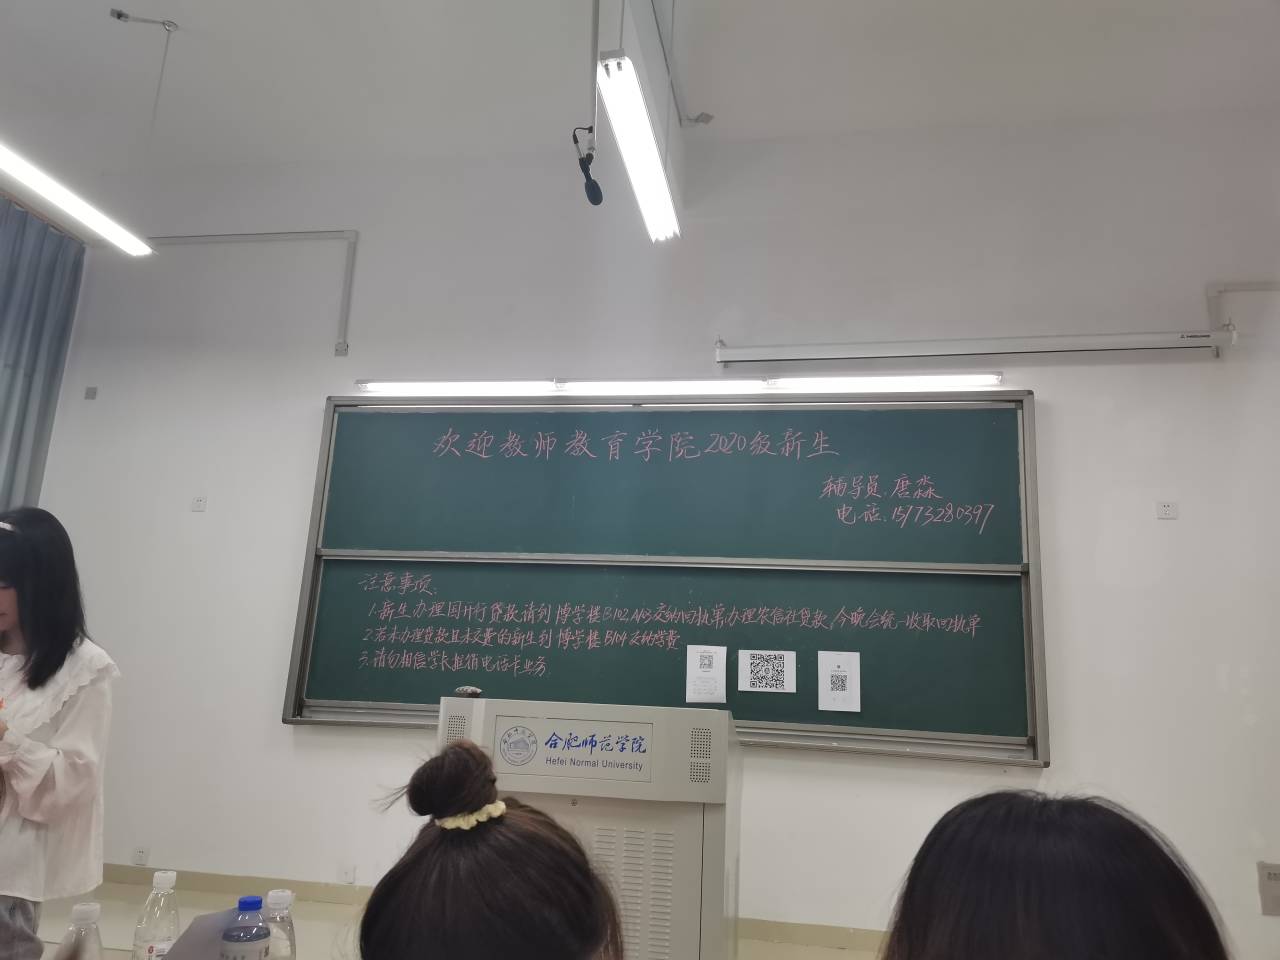 欢迎教师教育学院2020级新生
辅导员:唐淼
电话:15773280397
注意事项:
1.新生办理国开行贷款请到博学楼B102,A113交纳回执单,办理农信社贷款,今晚会统一收取回执单
2.若未办理贷款且未交费的新生到博学楼B104交纳学费
3.请勿相信学长推销电话卡业务.
合肥师范学院
Hefei Normal University